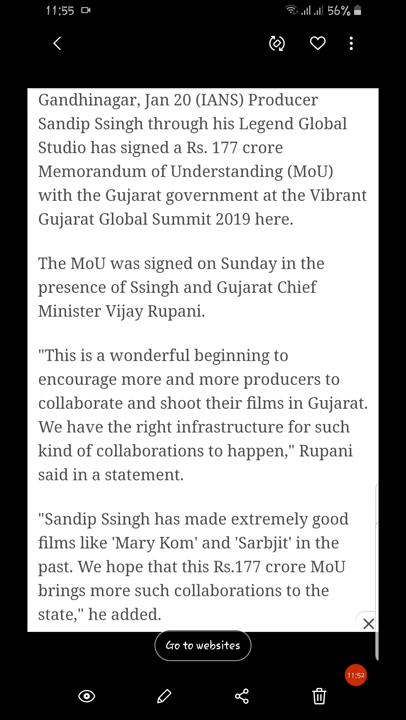 11:55
56%
Gandhinagar, Jan 20 (IANS) Producer
Sandip Ssingh through his Legend Global
Studio has signed a Rs. 177 crore
Memorandum of Understanding (MoU)
with the Gujarat government at the Vibrant
Gujarat Global Summit 2019 here.
The MoU was signed on Sunday in the
presence of Ssingh and Gujarat Chief
Minister Vijay Rupani.
"This is a wonderful beginning to
encourage more and more producers to
collaborate and shoot their films in Gujarat.
We have the right infrastructure for such
kind of collaborations to happen," Rupani
said in a statement.
"Sandip Ssingh has made extremely good
films like 'Mary Kom' and 'Sarbjit' in the
past. We hope that this Rs.177 crore MoU
brings more such collaborations to the
state," he added.
Go to websites
11:52